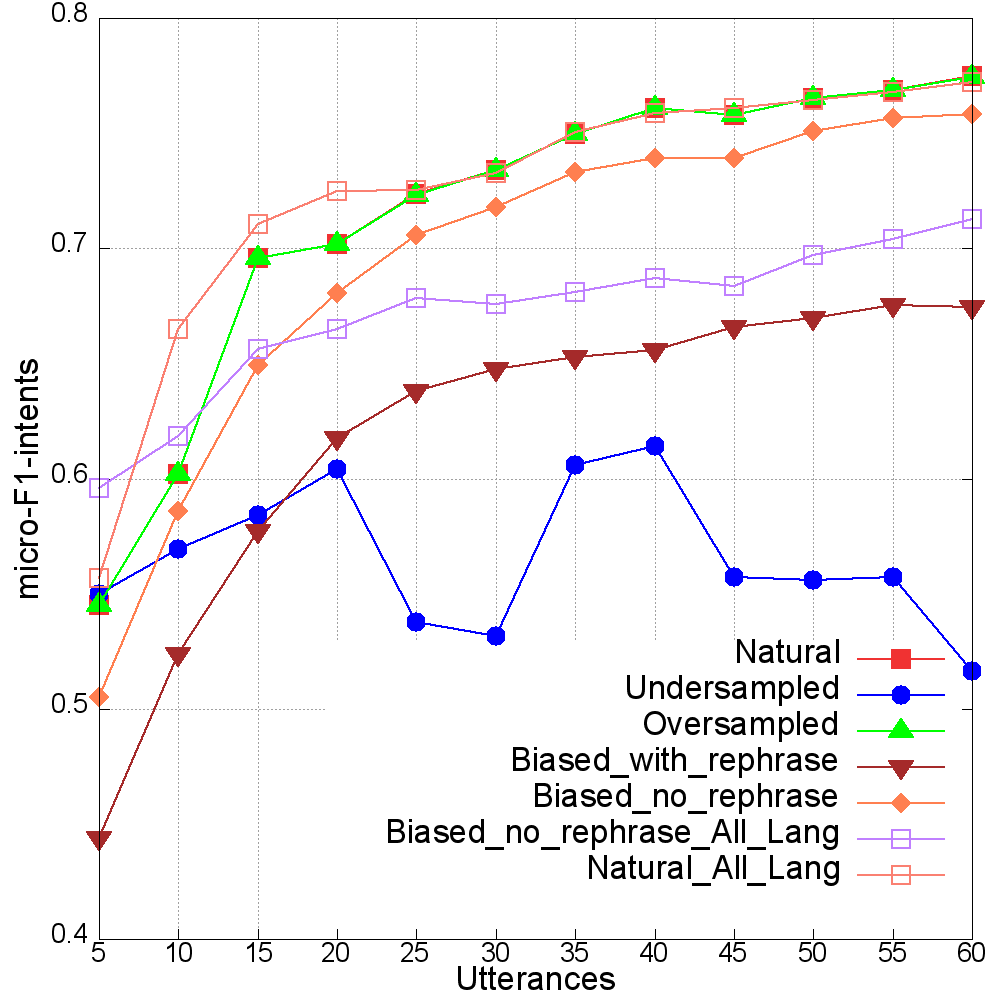 0.8
0.7
0.6
0.5
0.4
micro-F1-intents
Natural
Undersampled
Oversampled
Biased_with_rephrase
Biased_no_rephrase
Biased_no_rephrase_All_Lang
Natural_All_Lang
5 10 15 20 25 30 35 40 45 50 55 60
Utterances